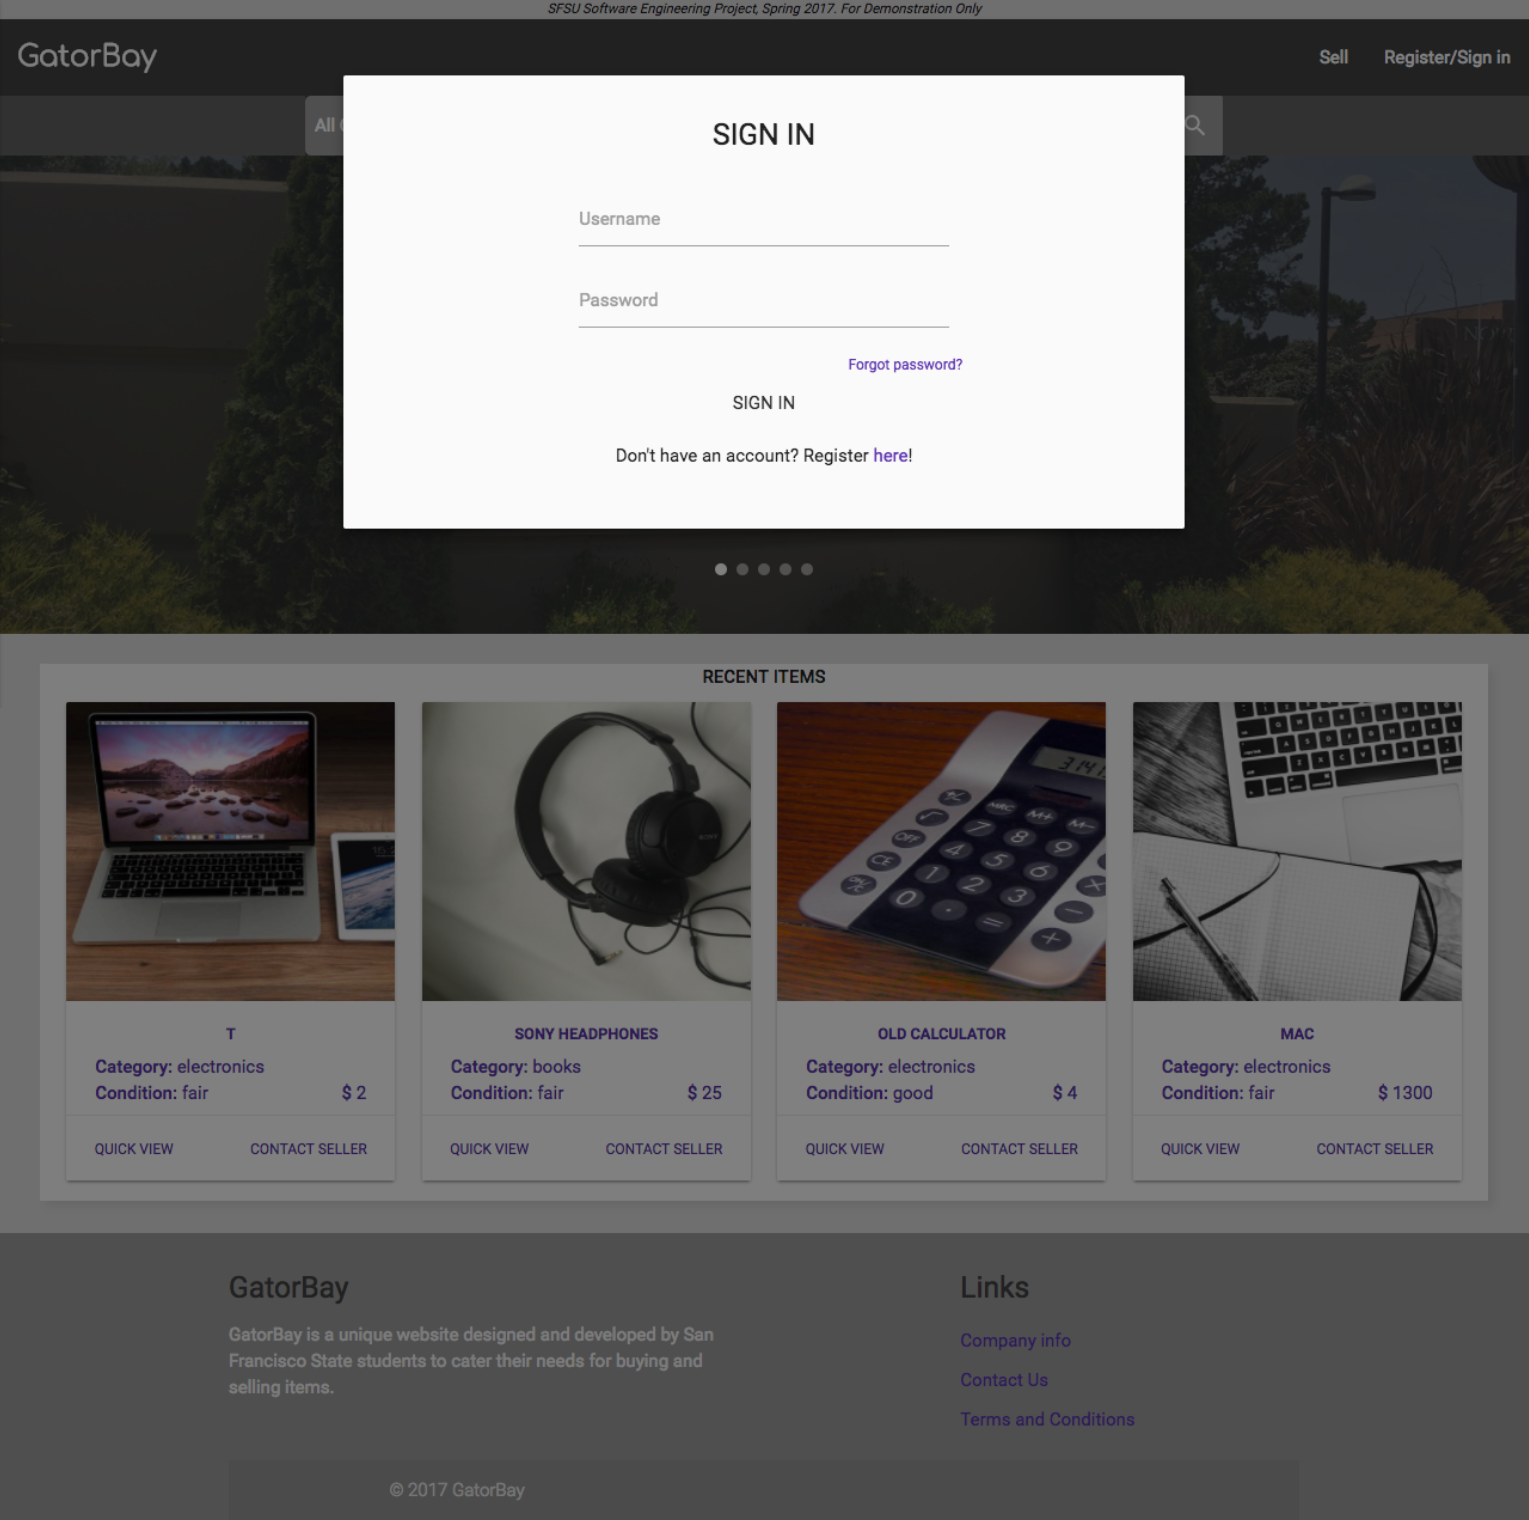 SFSU Software Engineering Project, Spring 2017. For Demonstration Only
GatorBay
Sell
Register/Sign in
All
SIGN IN
Username
Password
Forgot password?
SIGN IN
Don't have an account? Register here!
RECENT ITEMS
T
Category: electronics
Condition: fair
$ 2
QUICK VIEW
CONTACT SELLER
SONY HEADPHONES
Category: books
Condition: fair
$ 25
QUICK VIEW
CONTACT SELLER
OLD CALCULATOR
Category: electronics
Condition: good
$ 4
QUICK VIEW
CONTACT SELLER
MAC
Category: electronics
Condition: fair
$ 1300
QUICK VIEW
CONTACT SELLER
GatorBay
GatorBay is a unique website designed and developed by San
Francisco State students to cater their needs for buying and
selling items.
Links
Company info
Contact Us
Terms and Conditions
© 2017 GatorBay